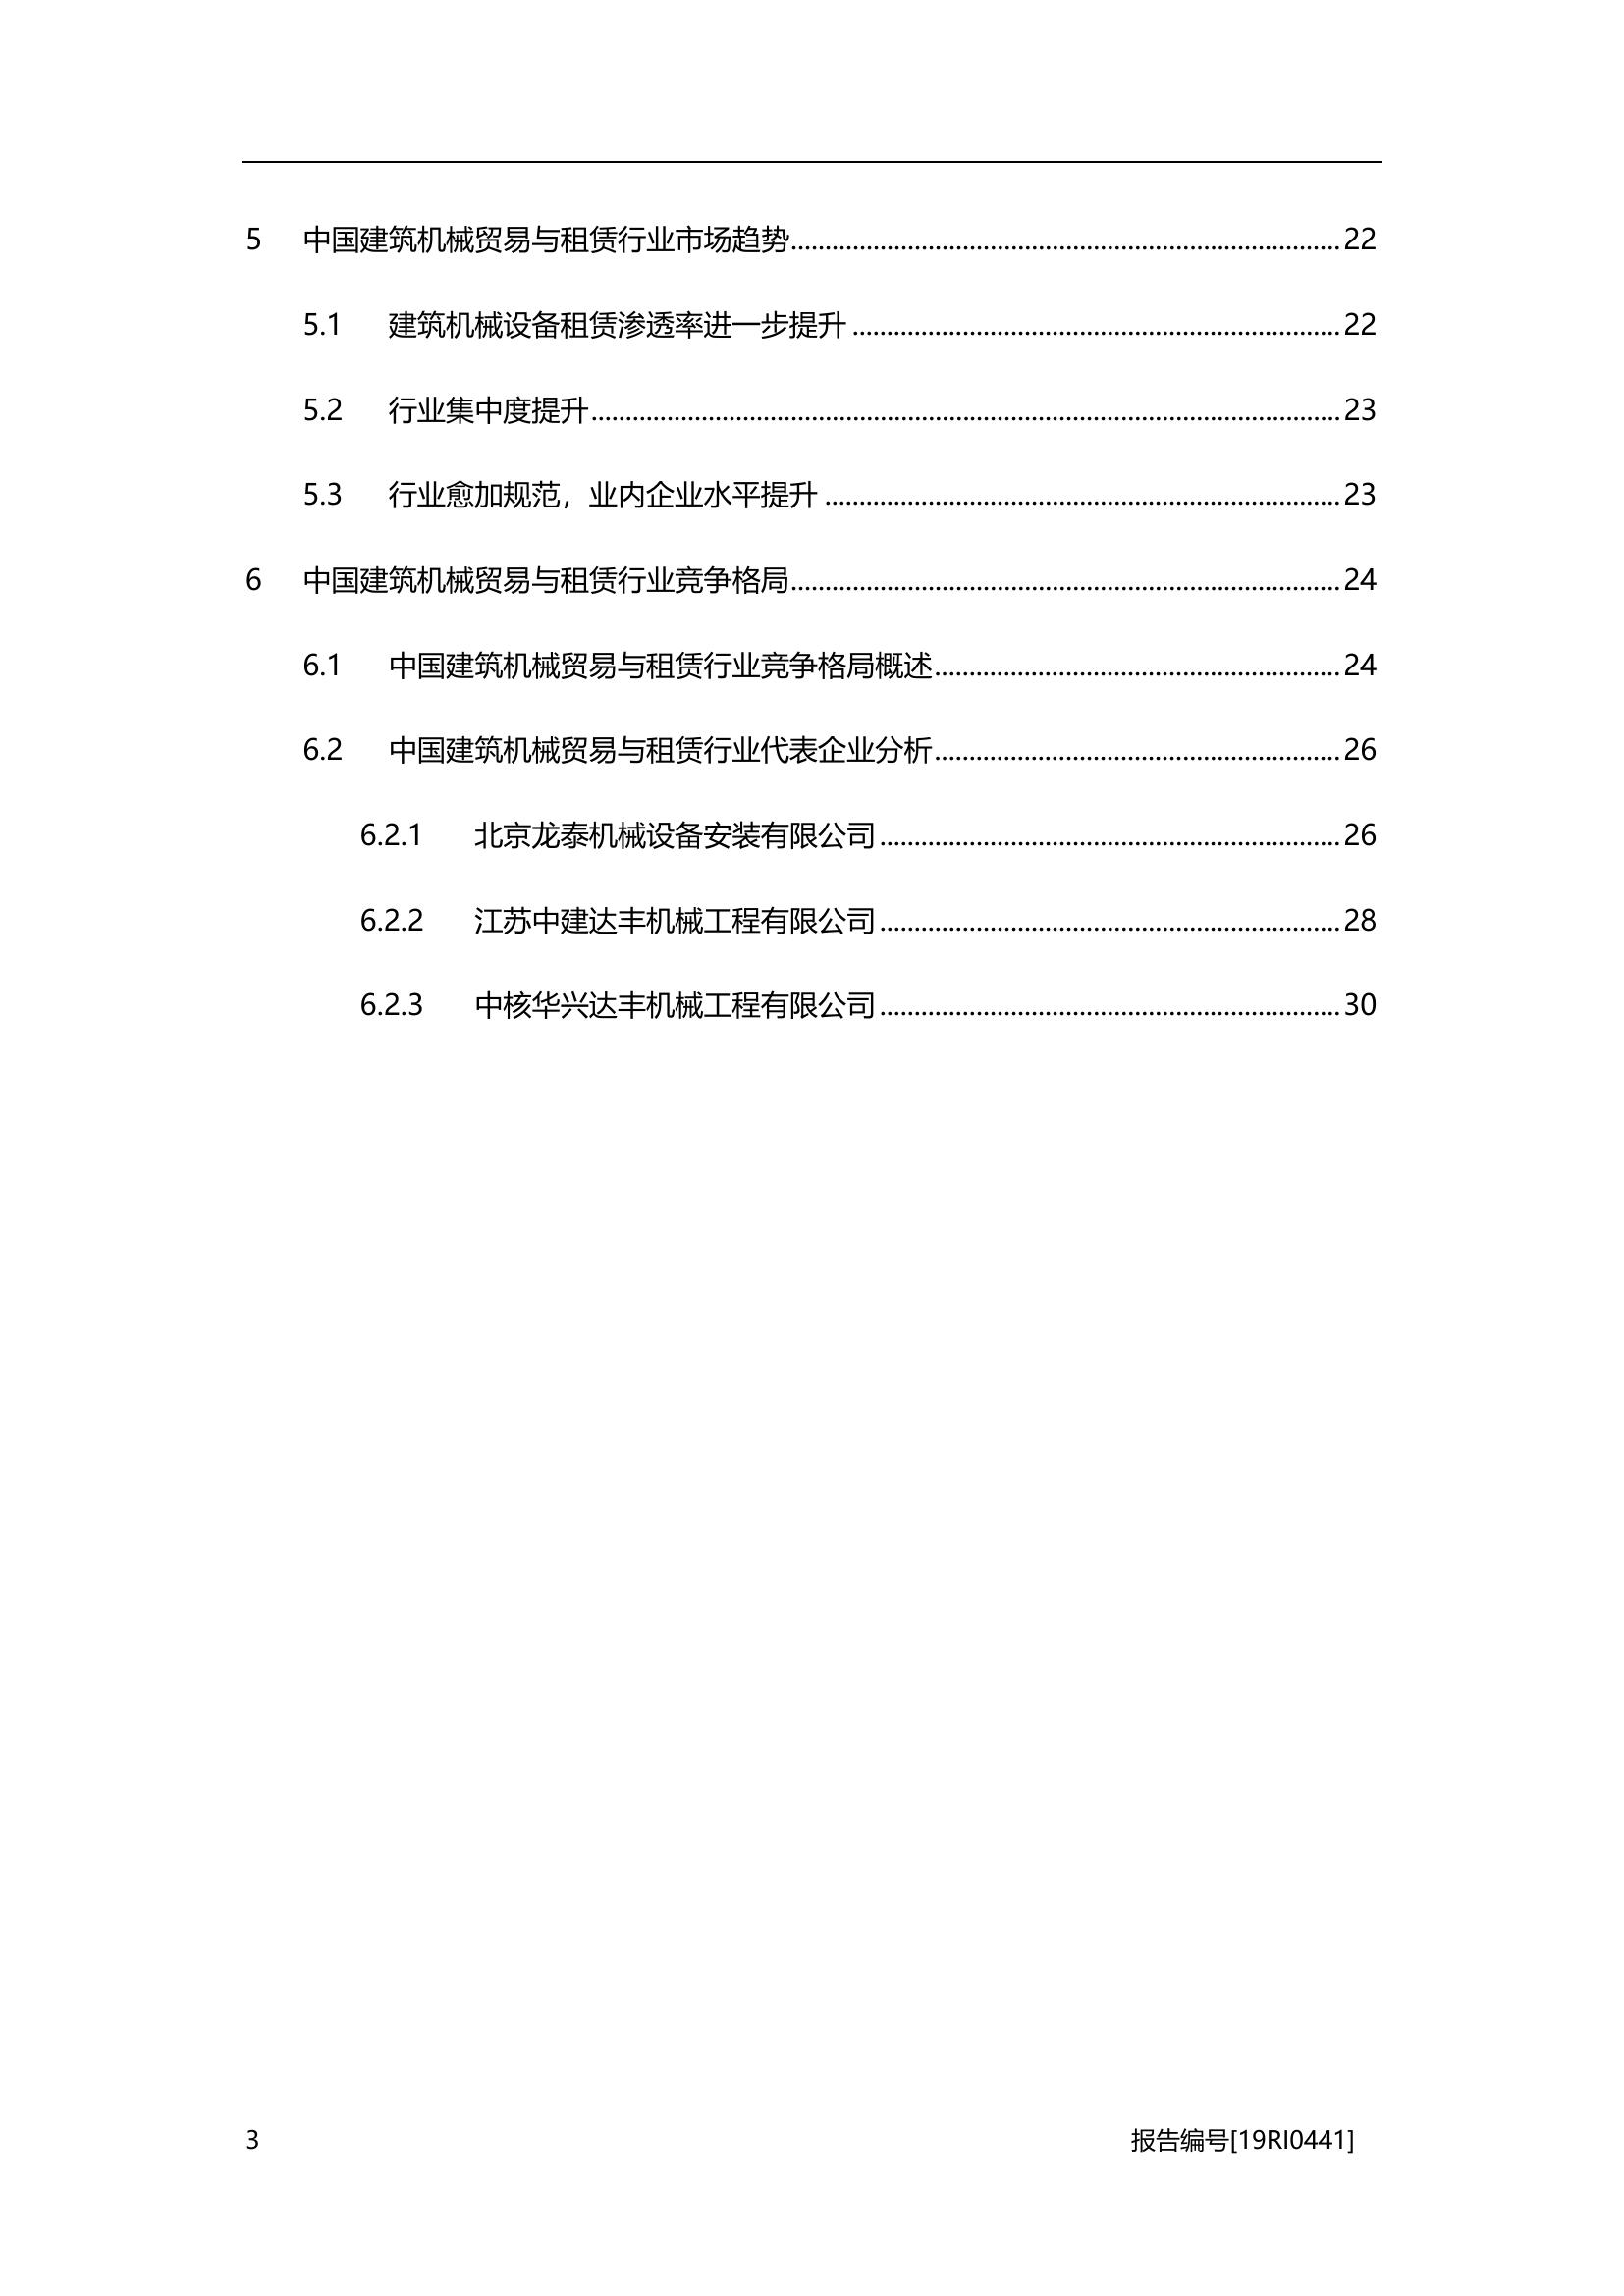 5 中国建筑机械贸易与租赁行业市场趋势........................................22
5.1 建筑机械设备租赁渗透率进一步提升........................................22
5.2 行业集中度提升........................................23
5.3 行业愈加规范，业内企业水平提升........................................23
6 中国建筑机械贸易与租赁行业竞争格局........................................24
6.1 中国建筑机械贸易与租赁行业竞争格局概述........................................24
6.2 中国建筑机械贸易与租赁行业代表企业分析........................................26
6.2.1 北京龙泰机械设备安装有限公司........................................26
6.2.2 江苏中建达丰机械工程有限公司........................................28
6.2.3 中核华兴达丰机械工程有限公司........................................30
3 报告编号[19RI0441]